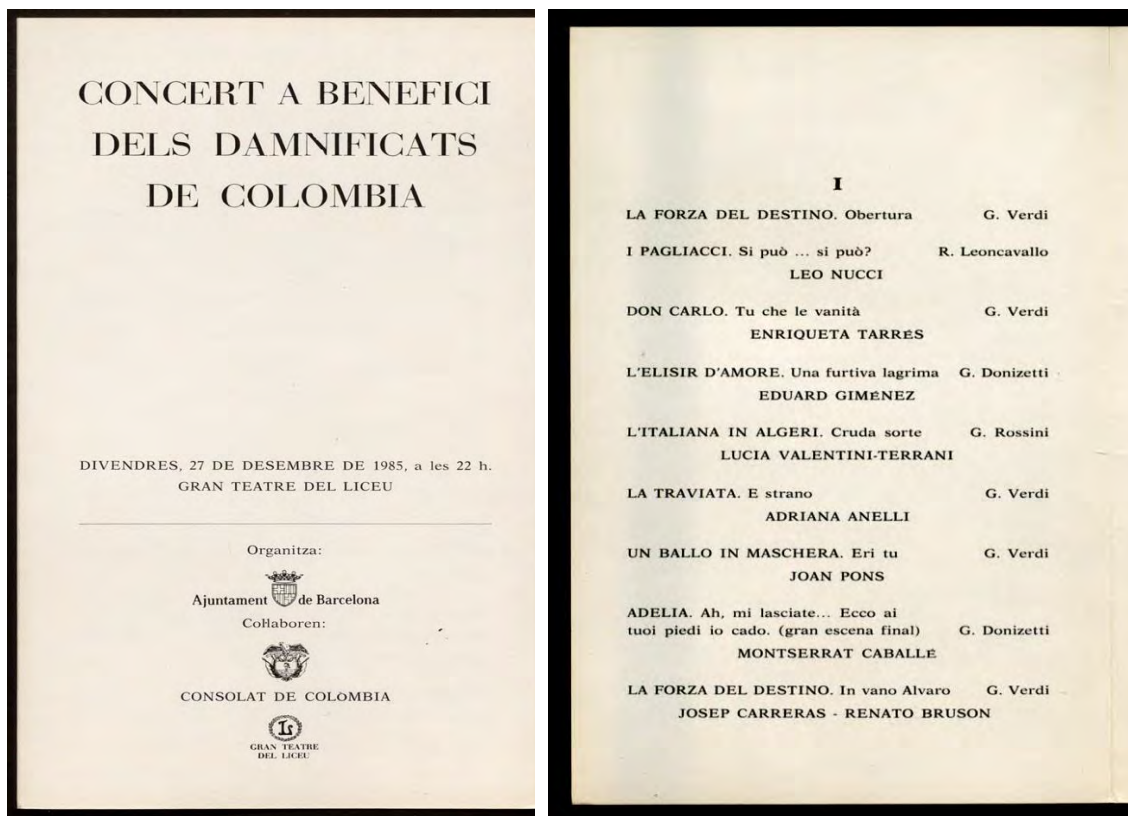 CONCERT A BENEFICI
DELS DAMNIFICATS
DE COLOMBIA
DIVENDRES, 27 DE DESEMBRE DE 1985, a les 22 h.
GRAN TEATRE DEL LICEU
Organitza:
Ajuntament de Barcelona
Col·laboren:
CONSOLAT DE COLÒMBIA
GRAN TEATRE
DEL LICEU
I
LA FORZA DEL DESTINO. Obertura G. Verdi
I PAGLIACCI. Si può ... si può? R. Leoncavallo
LEO NUCCI
DON CARLO. Tu che le vanità G. Verdi
ENRIQUETA TARRÉS
L'ELISIR D'AMORE. Una furtiva lagrima G. Donizetti
EDUARD GIMÉNEZ
L'ITALIANA IN ALGERI. Cruda sorte G. Rossini
LUCIA VALENTINI-TERRANI
LA TRAVIATA. E strano G. Verdi
ADRIANA ANELLI
UN BALLO IN MASCHERA. Eri tu G. Verdi
JOAN PONS
ADELIA. Ah, mi lasciate... Ecco ai
tuoi piedi io cado. (gran escena final) G. Donizetti
MONTSERRAT CABALLÉ
LA FORZA DEL DESTINO. In vano Alvaro G. Verdi
JOSEP CARRERAS - RENATO BRUSON